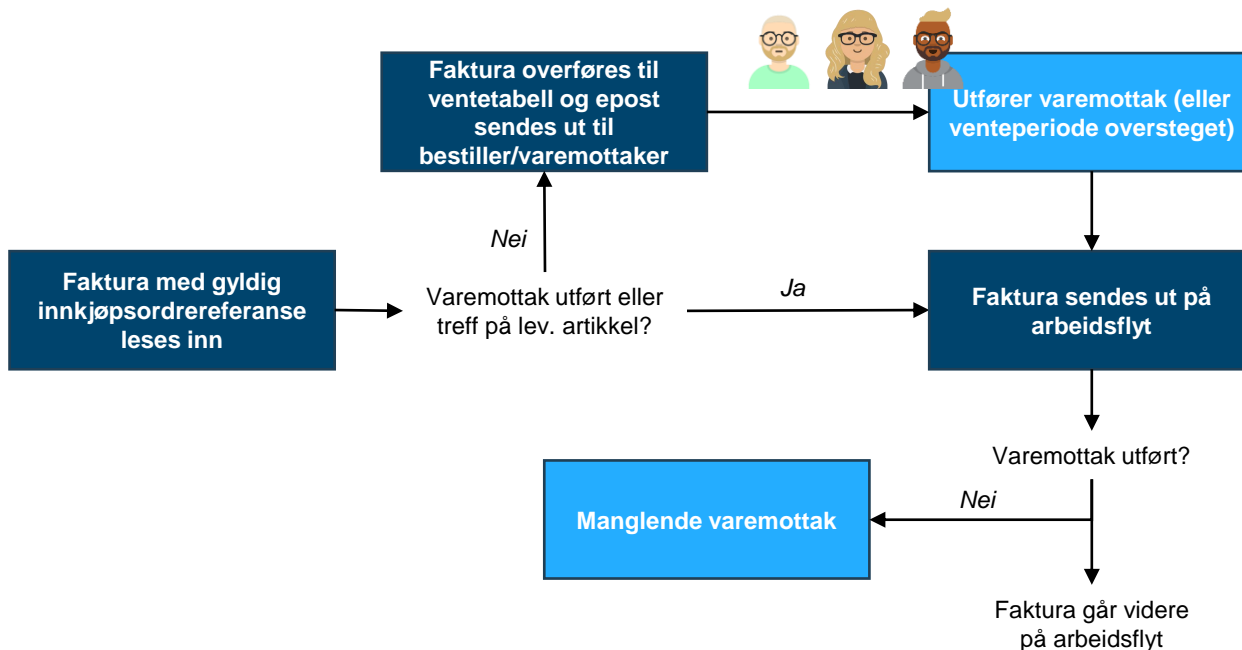 Faktura overføres til
ventetabell og epost
sendes ut til
bestiller/varemottaker
Utfører varemottak (eller
venteperiode oversteget)
Nei
Faktura med gyldig
innkjøpsordrereferanse
leses inn
Varemottak utført eller
treff på lev. artikkel?
Ja
Faktura sendes ut på
arbeidsflyt
Varemottak utført?
Nei
Manglende varemottak
Faktura går videre
på arbeidsflyt